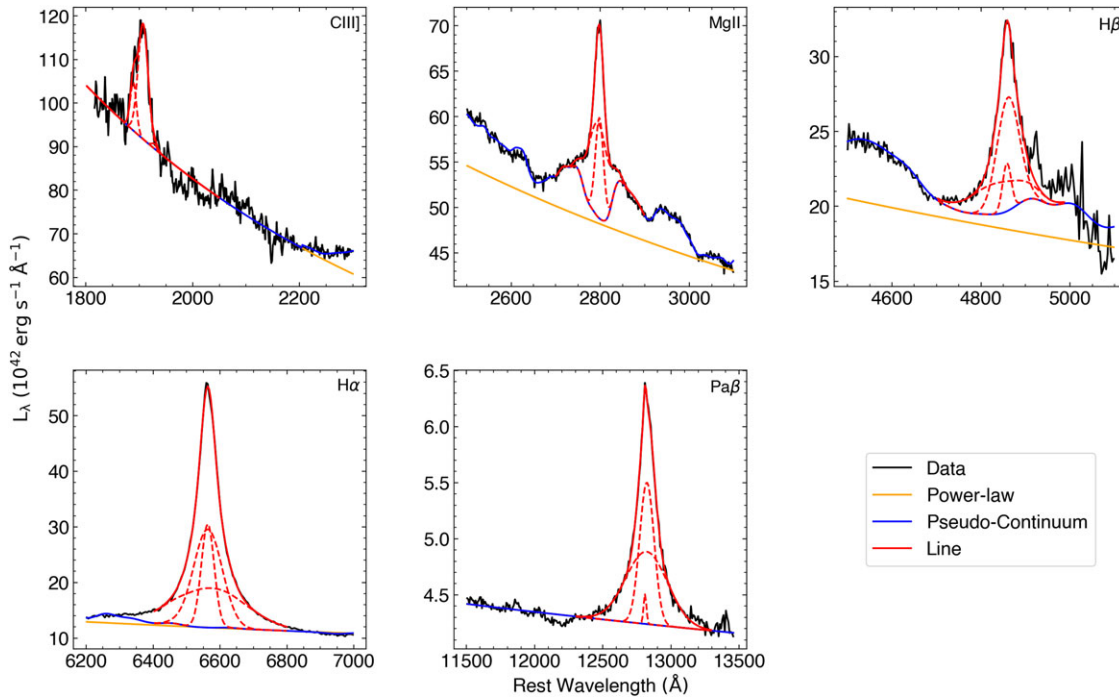 CIII]
MgII
Hβ
120
110
100
90
80
70
60
1800 2000 2200
70
65
60
55
50
45
2600 2800 3000
30
25
20
15
4600 4800 5000
L_λ (10^42 erg s^−1 Å^−1)
Hα
Paβ
50
40
30
20
10
6200 6400 6600 6800 7000
6.5
6.0
5.5
5.0
4.5
11500 12000 12500 13000 13500
Rest Wavelength (Å)
Data
Power-law
Pseudo-Continuum
Line